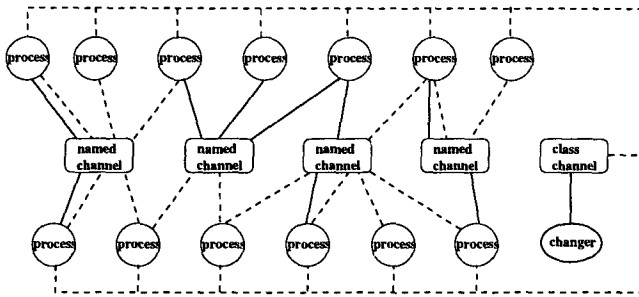 process process process process process process process
named named named named class
channel channel channel channel channel
process process process process process process changer